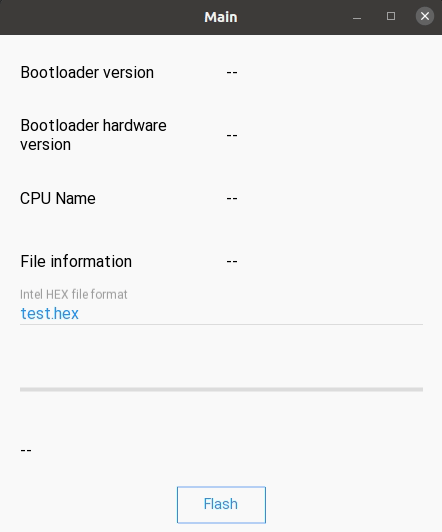 Main
Bootloader version --
Bootloader hardware
version --
CPU Name --
File information --
Intel HEX file format
test.hex
--
Flash